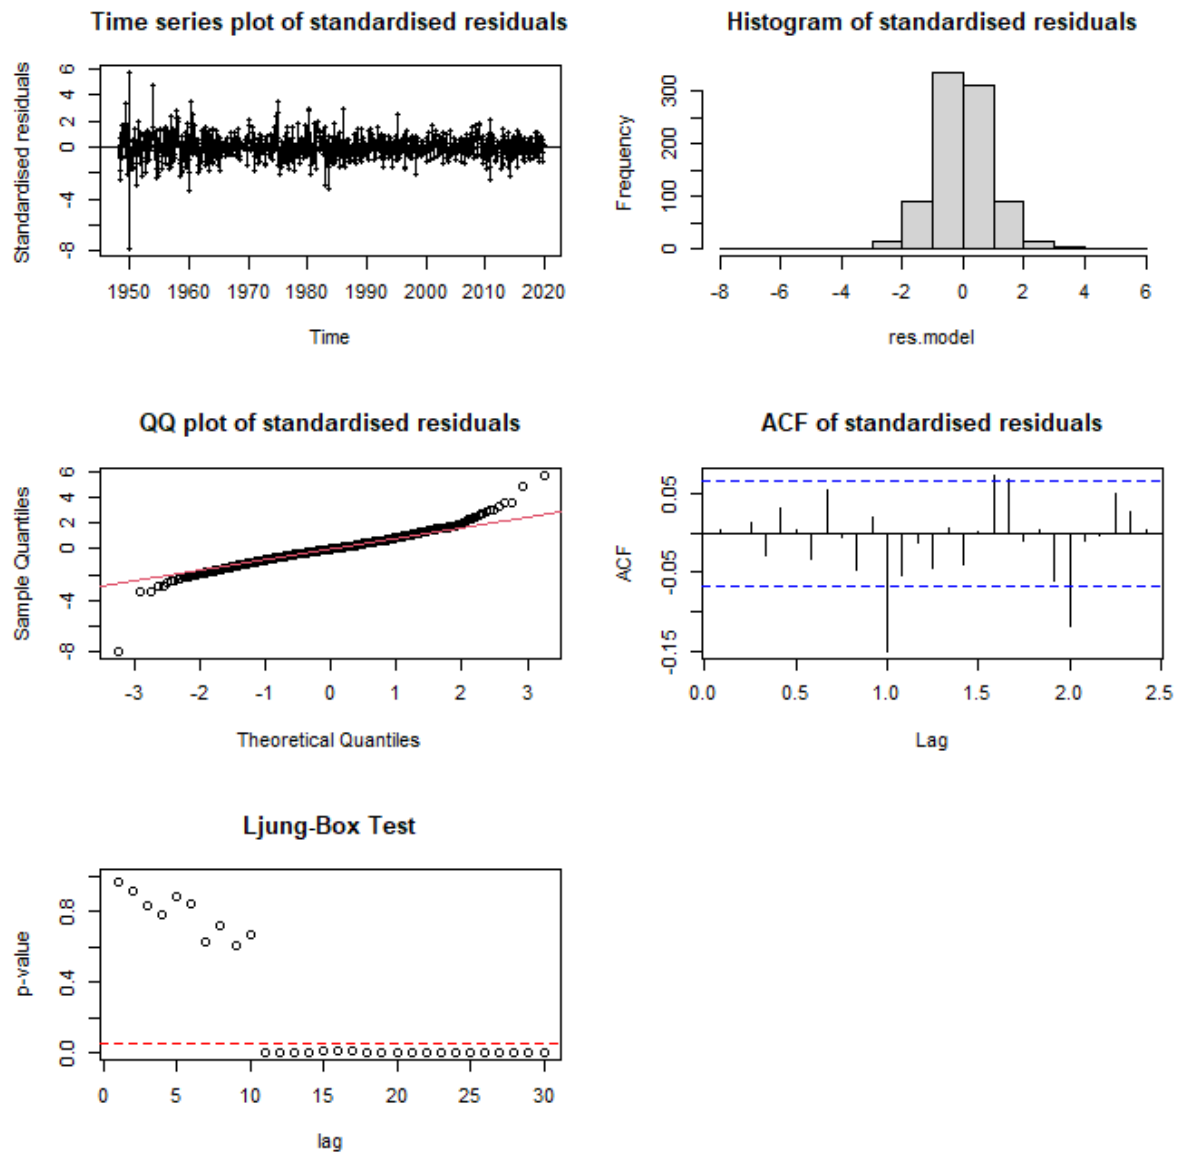 Time series plot of standardised residuals
Standardised residuals
6
4
2
0
-4
-8
1950 1960 1970 1980 1990 2000 2010 2020
Time
Histogram of standardised residuals
Frequency
300
200
100
0
-8 -6 -4 -2 0 2 4 6
res.model
QQ plot of standardised residuals
Sample Quantiles
6
4
2
0
-4
-8
-3 -2 -1 0 1 2 3
Theoretical Quantiles
ACF of standardised residuals
ACF
0.05
-0.05
-0.15
0.0 0.5 1.0 1.5 2.0 2.5
Lag
Ljung-Box Test
p-value
0.8
0.4
0.0
0 5 10 15 20 25 30
lag